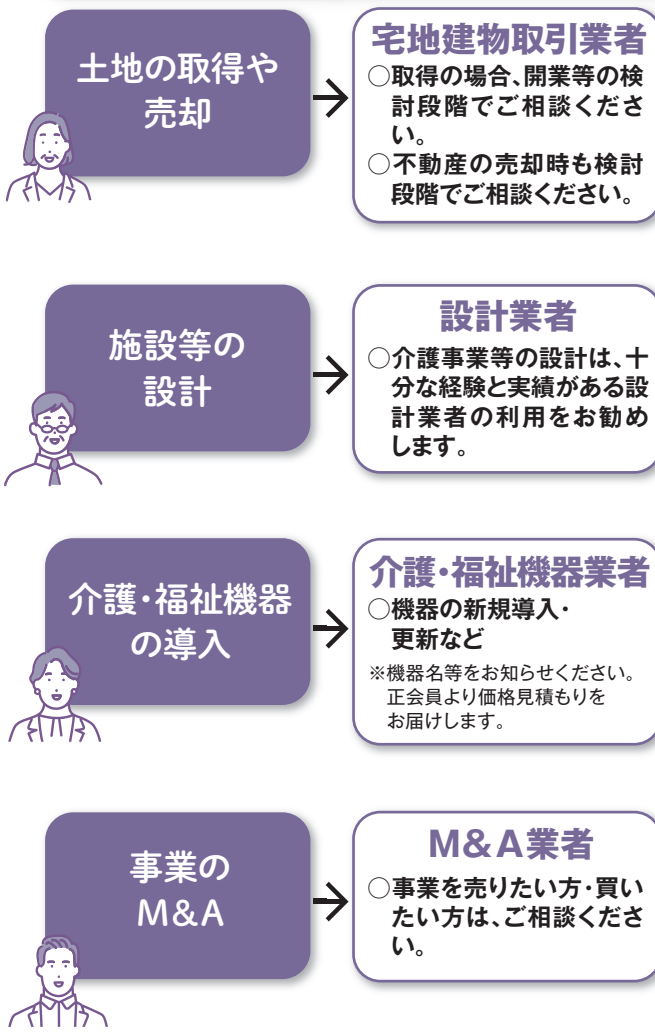 土地の取得や
売却
宅地建物取引業者
○取得の場合、開業等の検
討段階でご相談くださ
い。
○不動産の売却時も検討
段階でご相談ください。
施設等の
設計
設計業者
○介護事業等の設計は、十
分な経験と実績がある設
計業者の利用をお勧め
します。
介護・福祉機器
の導入
介護・福祉機器業者
○機器の新規導入・
更新など
※機器名等をお知らせください。
正会員より価格見積もりを
お届けします。
事業の
M&A
M&A業者
○事業を売りたい方・買い
たい方は、ご相談くださ
い。